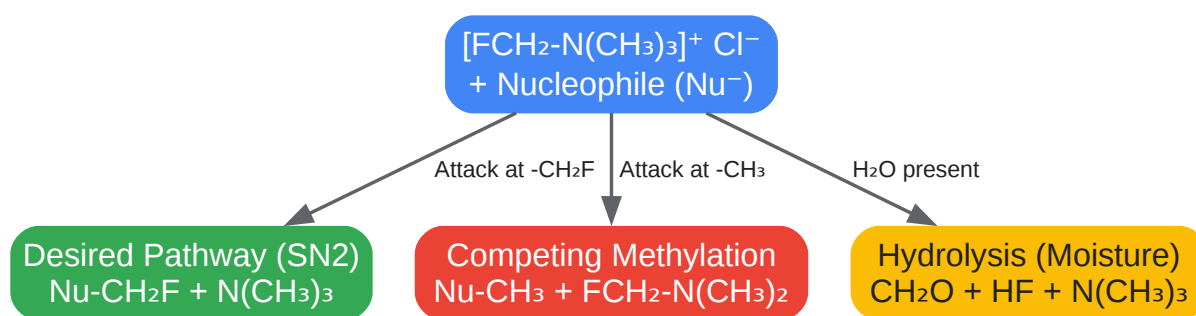 [FCH₂-N(CH₃)₃]⁺ Cl⁻
+ Nucleophile (Nu⁻)
Attack at -CH₂F
Attack at -CH₃
H₂O present
Desired Pathway (SN2)
Nu-CH₂F + N(CH₃)₃
Competing Methylation
Nu-CH₃ + FCH₂-N(CH₃)₂
Hydrolysis (Moisture)
CH₂O + HF + N(CH₃)₃